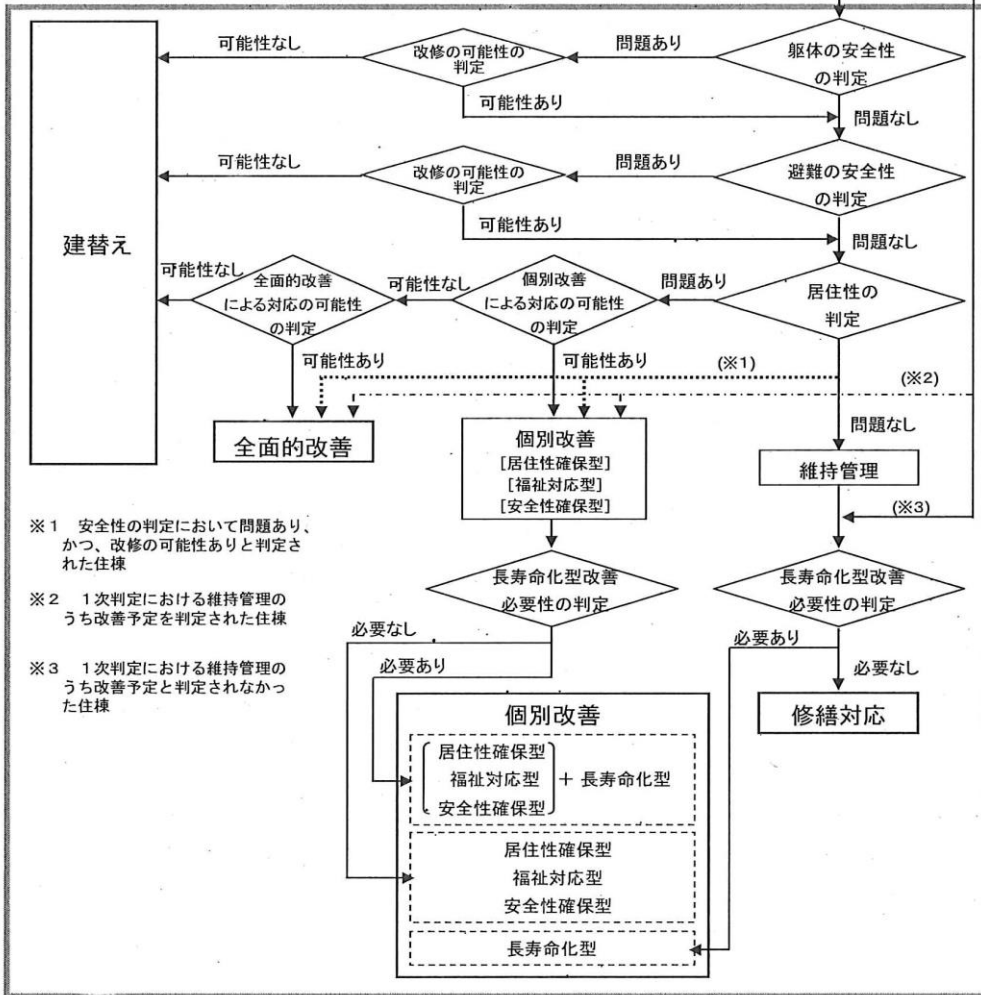 可能性なし
改修の可能性の
判定
問題あり
躯体の安全性
の判定
可能性あり
問題なし
可能性なし
改修の可能性の
判定
問題あり
避難の安全性
の判定
可能性あり
問題なし
建替え
可能性なし
全面的改善
による対応の可能性
の判定
可能性なし
個別改善
による対応の可能性
の判定
問題あり
居住性の
判定
可能性あり
可能性あり
(※1)
(※2)
問題なし
全面的改善
個別改善
[居住性確保型]
[福祉対応型]
[安全性確保型]
維持管理
(※3)
※1 安全性の判定において問題あり、
かつ、改修の可能性ありと判定さ
れた住棟
※2 1次判定における維持管理の
うち改善予定を判定された住棟
※3 1次判定における維持管理の
うち改善予定と判定されなかっ
た住棟
長寿命化型改善
必要性の判定
長寿命化型改善
必要性の判定
必要なし
必要あり
必要あり
必要なし
修繕対応
個別改善
居住性確保型
福祉対応型 + 長寿命化型
安全性確保型
居住性確保型
福祉対応型
安全性確保型
長寿命化型